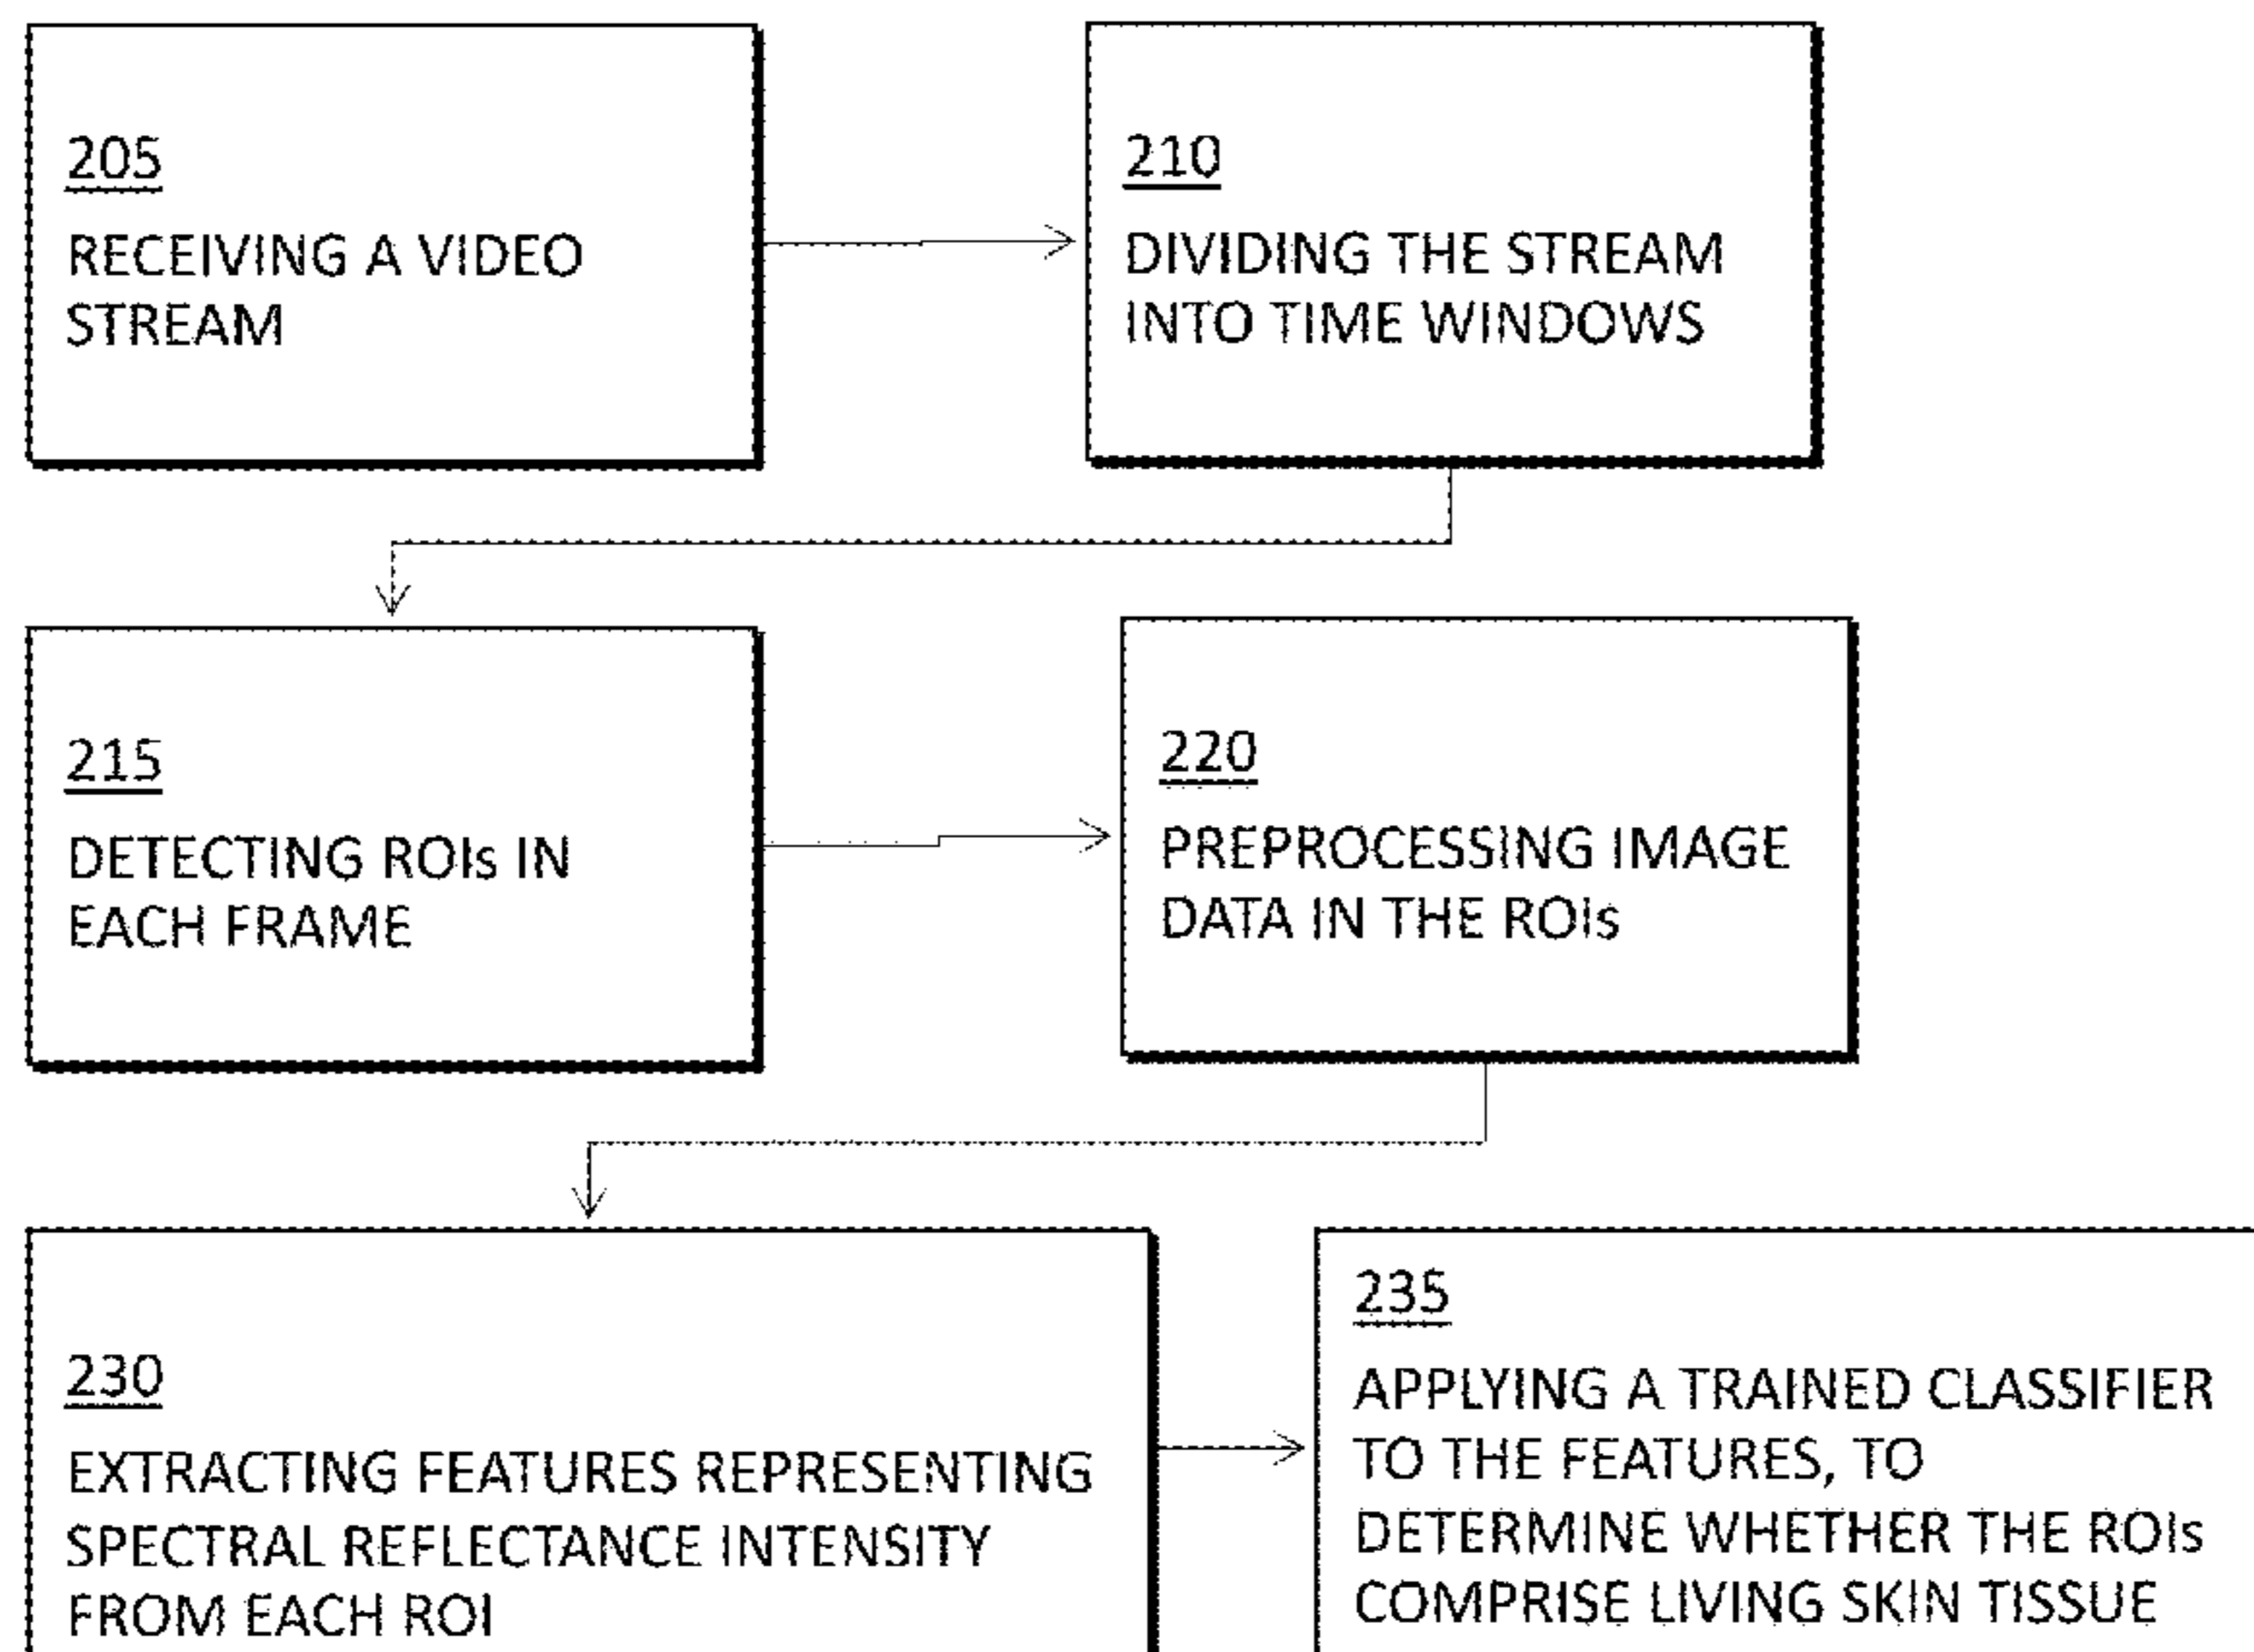 205
RECEIVING A VIDEO
STREAM
210
DIVIDING THE STREAM
INTO TIME WINDOWS
215
DETECTING ROIs IN
EACH FRAME
220
PREPROCESSING IMAGE
DATA IN THE ROIs
230
EXTRACTING FEATURES REPRESENTING
SPECTRAL REFLECTANCE INTENSITY
FROM EACH ROI
235
APPLYING A TRAINED CLASSIFIER
TO THE FEATURES, TO
DETERMINE WHETHER THE ROIs
COMPRISE LIVING SKIN TISSUE